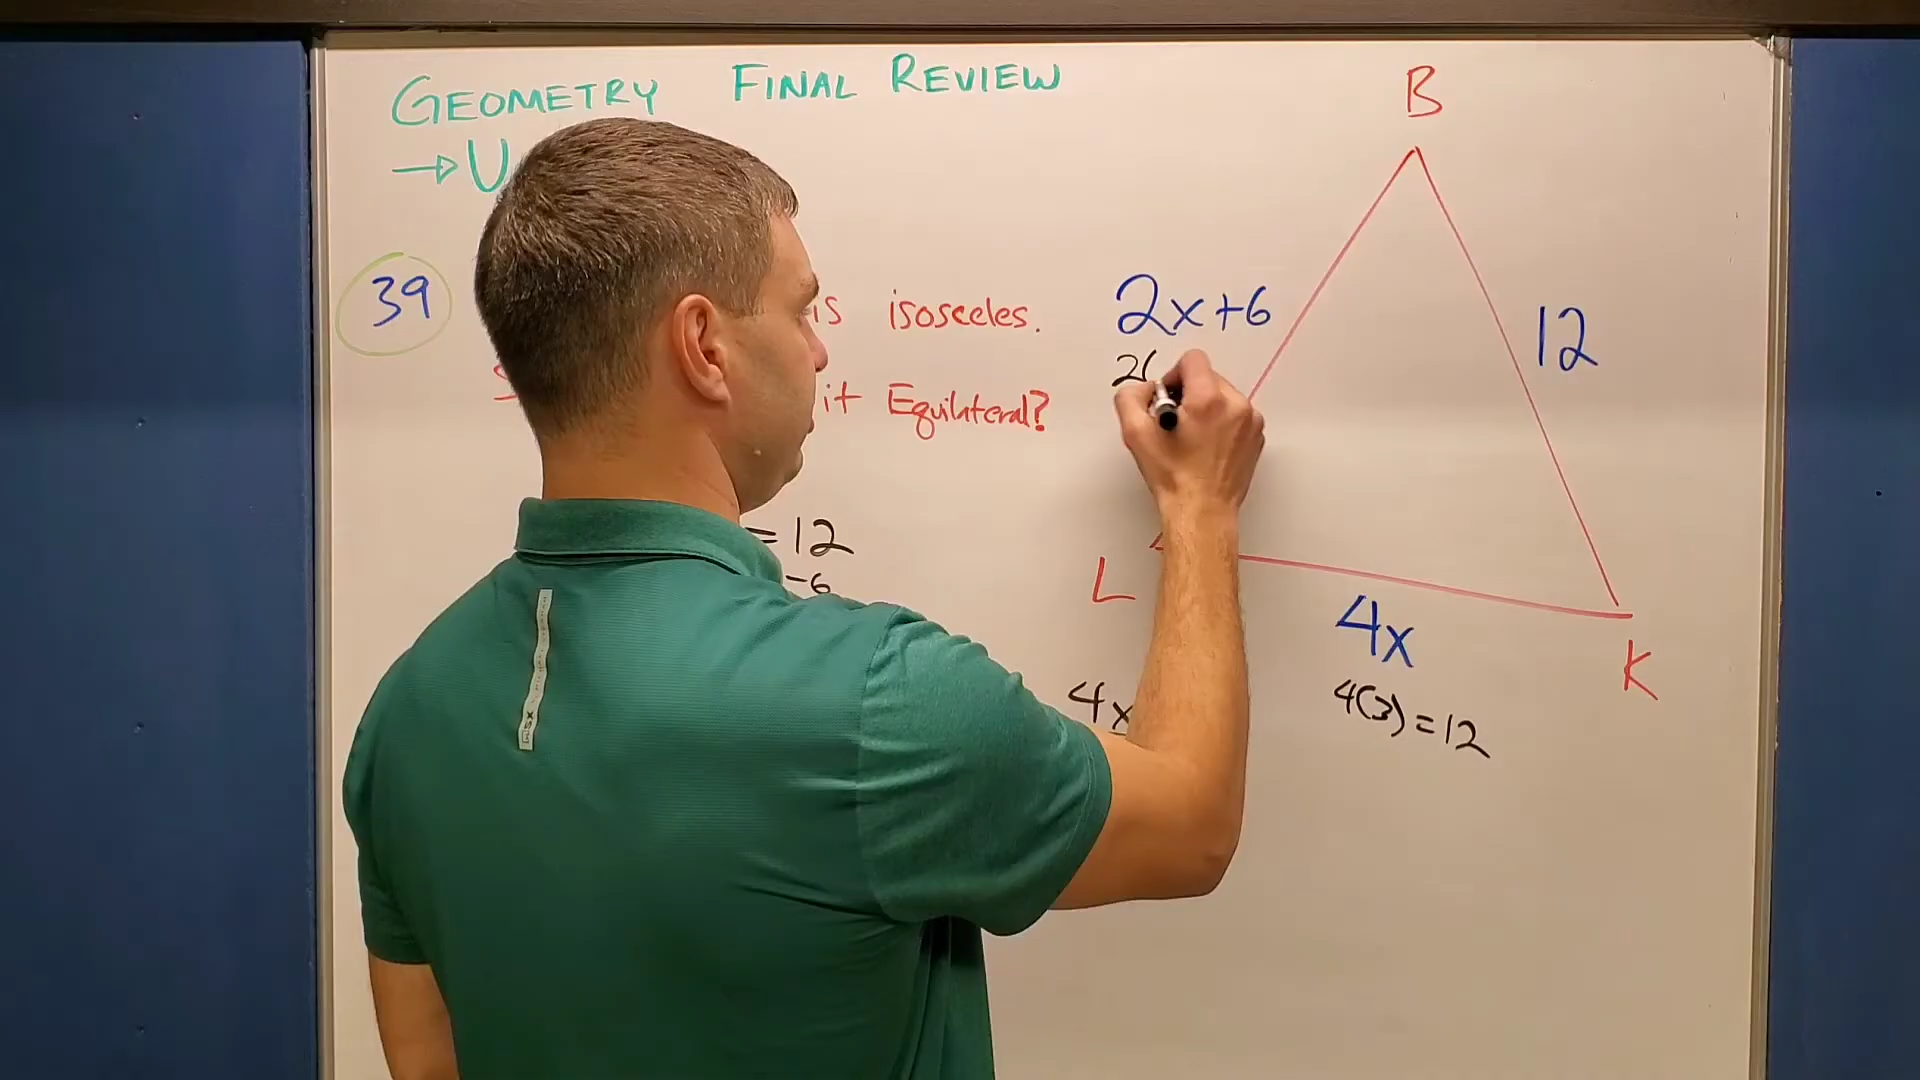 GEOMETRY FINAL REVIEW
→ U
39
is isosceles.
it Equilateral?
B
2x+6
2(
12
= 12
-6
L
4x
K
4x
4(3) = 12